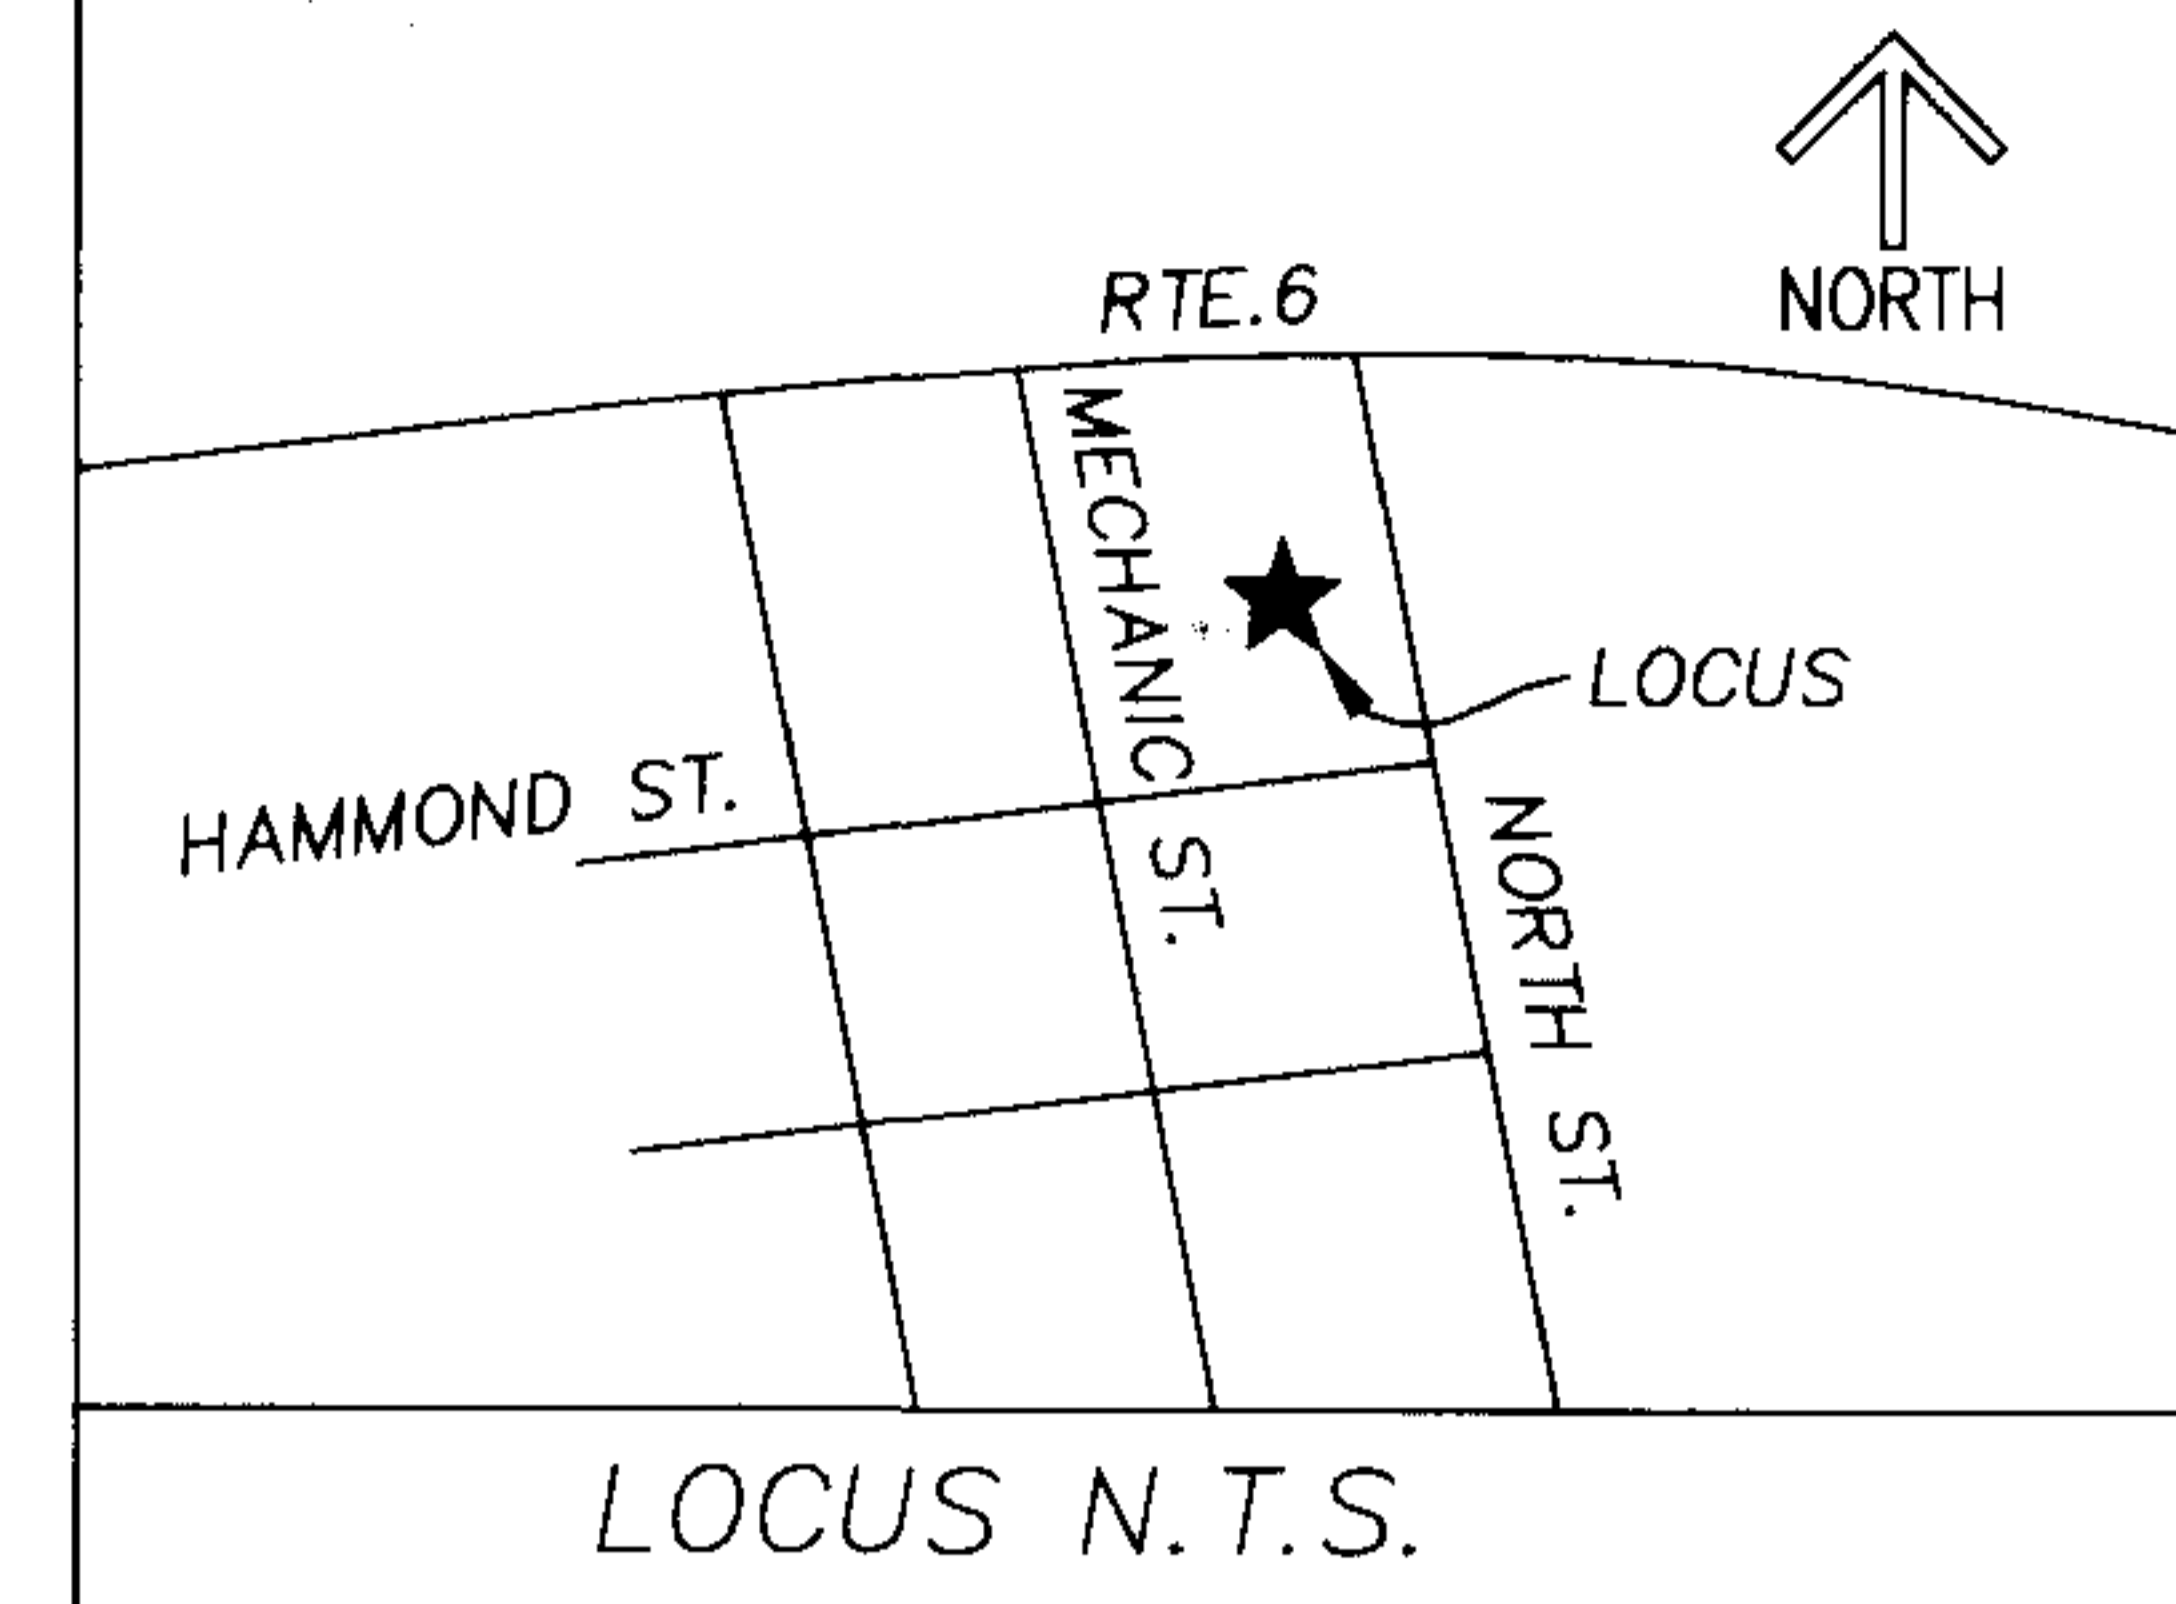 RTE.6
NORTH
MECHANIC ST.
LOCUS
HAMMOND ST.
NORTH ST.
LOCUS N.T.S.